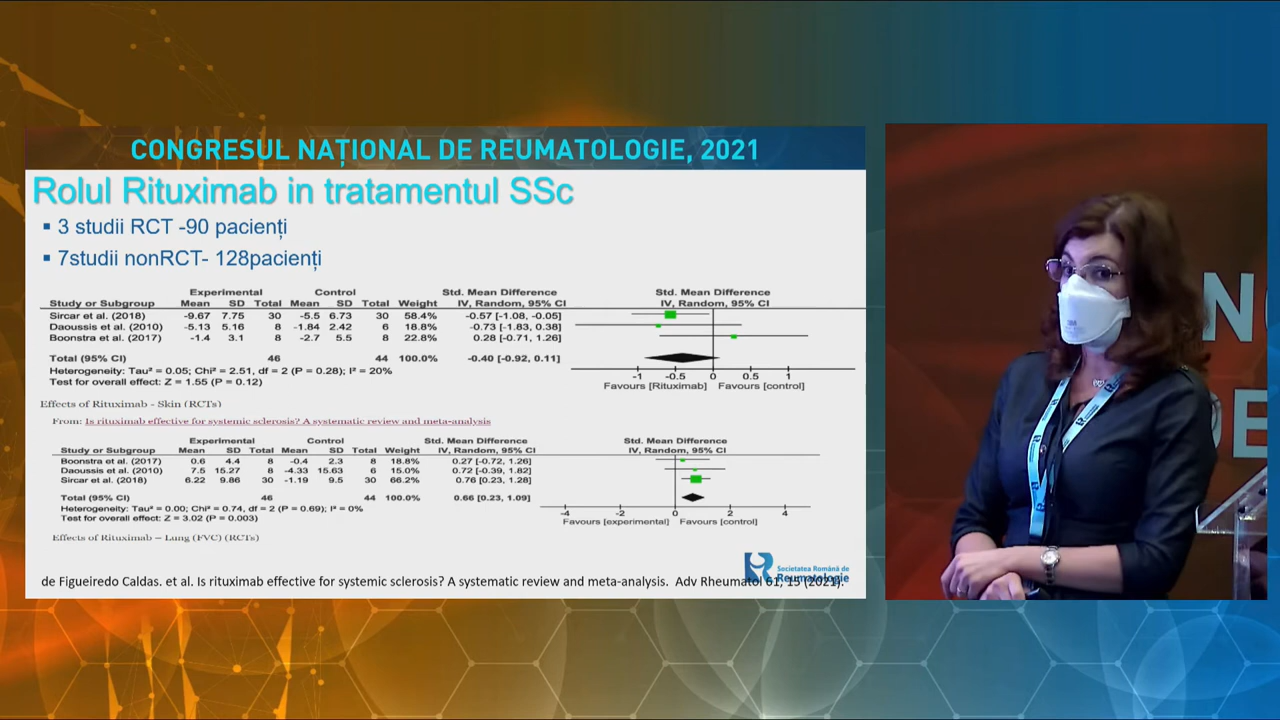 CONGRESUL NAȚIONAL DE REUMATOLOGIE, 2021
Rolul Rituximab in tratamentul SSc
▪ 3 studii RCT -90 pacienți
▪ 7studii nonRCT- 128pacienți
Experimental Control Std. Mean Difference Std. Mean Difference
Study or Subgroup Mean SD Total Mean SD Total Weight IV, Random, 95% CI IV, Random, 95% CI
Sircar et al. (2018) -9.67 7.75 30 -5.5 6.73 30 58.4% -0.57 [-1.08, -0.05]
Daoussis et al. (2010) -5.13 5.16 8 -1.84 2.42 6 18.8% -0.73 [-1.83, 0.38]
Boonstra et al. (2017) -1.4 3.1 8 -2.7 5.5 8 22.8% 0.28 [-0.71, 1.26]
Total (95% CI) 46 44 100.0% -0.40 [-0.92, 0.11]
Heterogeneity: Tau² = 0.05; Chi² = 2.51, df = 2 (P = 0.28); I² = 20%
Test for overall effect: Z = 1.55 (P = 0.12)
-1 -0.5 0 0.5 1
Favours [Rituximab] Favours [control]
Effects of Rituximab - Skin (RCTs)
From: Is rituximab effective for systemic sclerosis? A systematic review and meta-analysis
Experimental Control Std. Mean Difference Std. Mean Difference
Study or Subgroup Mean SD Total Mean SD Total Weight IV, Random, 95% CI IV, Random, 95% CI
Boonstra et al. (2017) 0.6 4.4 8 -0.4 2.3 8 18.8% 0.27 [-0.72, 1.26]
Daoussis et al. (2010) 7.5 15.27 8 -4.33 15.63 6 15.0% 0.72 [-0.39, 1.82]
Sircar et al. (2018) 6.22 9.86 30 -1.19 9.5 30 66.2% 0.76 [0.23, 1.28]
Total (95% CI) 46 44 100.0% 0.66 [0.23, 1.09]
Heterogeneity: Tau² = 0.00; Chi² = 0.74, df = 2 (P = 0.69); I² = 0%
Test for overall effect: Z = 3.02 (P = 0.003)
-4 -2 0 2 4
Favours [experimental] Favours [control]
Effects of Rituximab – Lung (FVC) (RCTs)
Societatea Română de
Reumatologie
de Figueiredo Caldas. et al. Is rituximab effective for systemic sclerosis? A systematic review and meta-analysis. Adv Rheumatol 61, 15 (2021).
DE